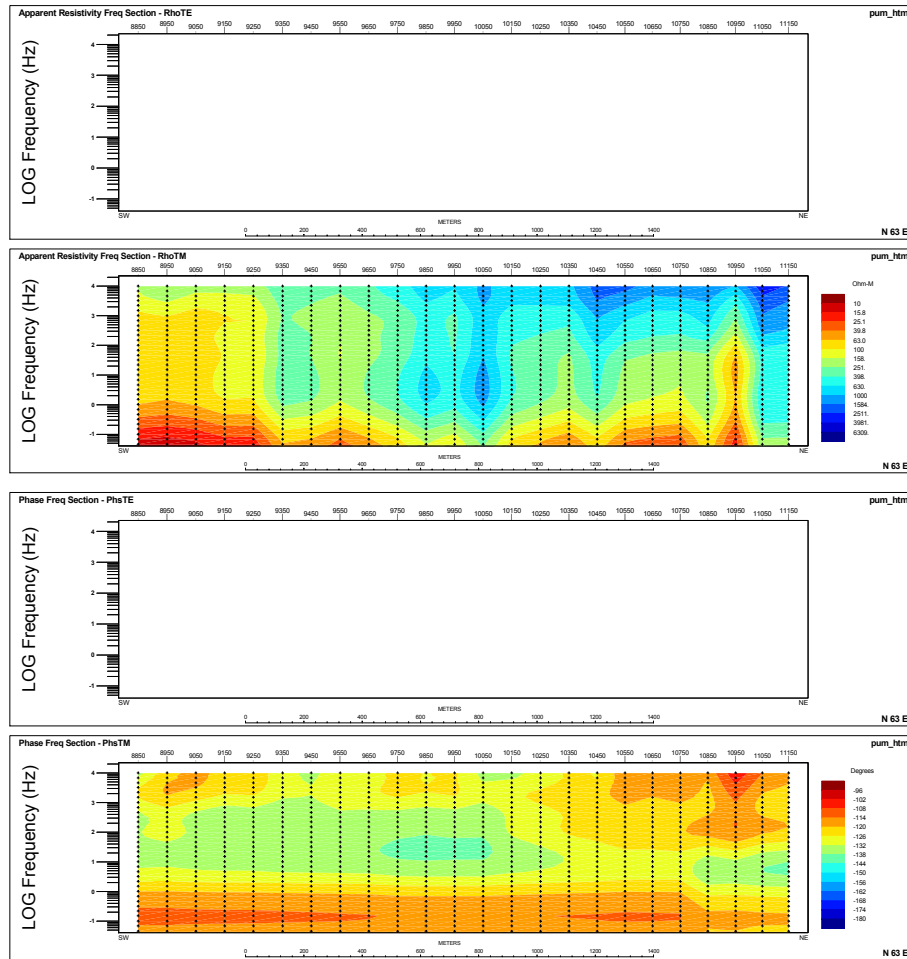 Apparent Resistivity Freq Section - RhoTE pum_htm
8850 8950 9050 9150 9250 9350 9450 9550 9650 9750 9850 9950 10050 10150 10250 10350 10450 10550 10650 10750 10850 10950 11050 11150
LOG Frequency (Hz)
4
3
2
1
0
-1
SW METERS NE
0 200 400 600 800 1000 1200 1400
N 63 E
Apparent Resistivity Freq Section - RhoTM pum_htm
8850 8950 9050 9150 9250 9350 9450 9550 9650 9750 9850 9950 10050 10150 10250 10350 10450 10550 10650 10750 10850 10950 11050 11150
LOG Frequency (Hz)
4
3
2
1
0
-1
Ohm-M
10
15.8
25.1
39.8
63.0
100
158.
251.
398.
630.
1000
1584.
2511.
3981.
6309.
SW METERS NE
0 200 400 600 800 1000 1200 1400
N 63 E
Phase Freq Section - PhsTE pum_htm
8850 8950 9050 9150 9250 9350 9450 9550 9650 9750 9850 9950 10050 10150 10250 10350 10450 10550 10650 10750 10850 10950 11050 11150
LOG Frequency (Hz)
4
3
2
1
0
-1
SW METERS NE
0 200 400 600 800 1000 1200 1400
N 63 E
Phase Freq Section - PhsTM pum_htm
8850 8950 9050 9150 9250 9350 9450 9550 9650 9750 9850 9950 10050 10150 10250 10350 10450 10550 10650 10750 10850 10950 11050 11150
LOG Frequency (Hz)
4
3
2
1
0
-1
Degrees
-96
-102
-108
-114
-120
-126
-132
-138
-144
-150
-156
-162
-168
-174
-180
SW METERS NE
0 200 400 600 800 1000 1200 1400
N 63 E